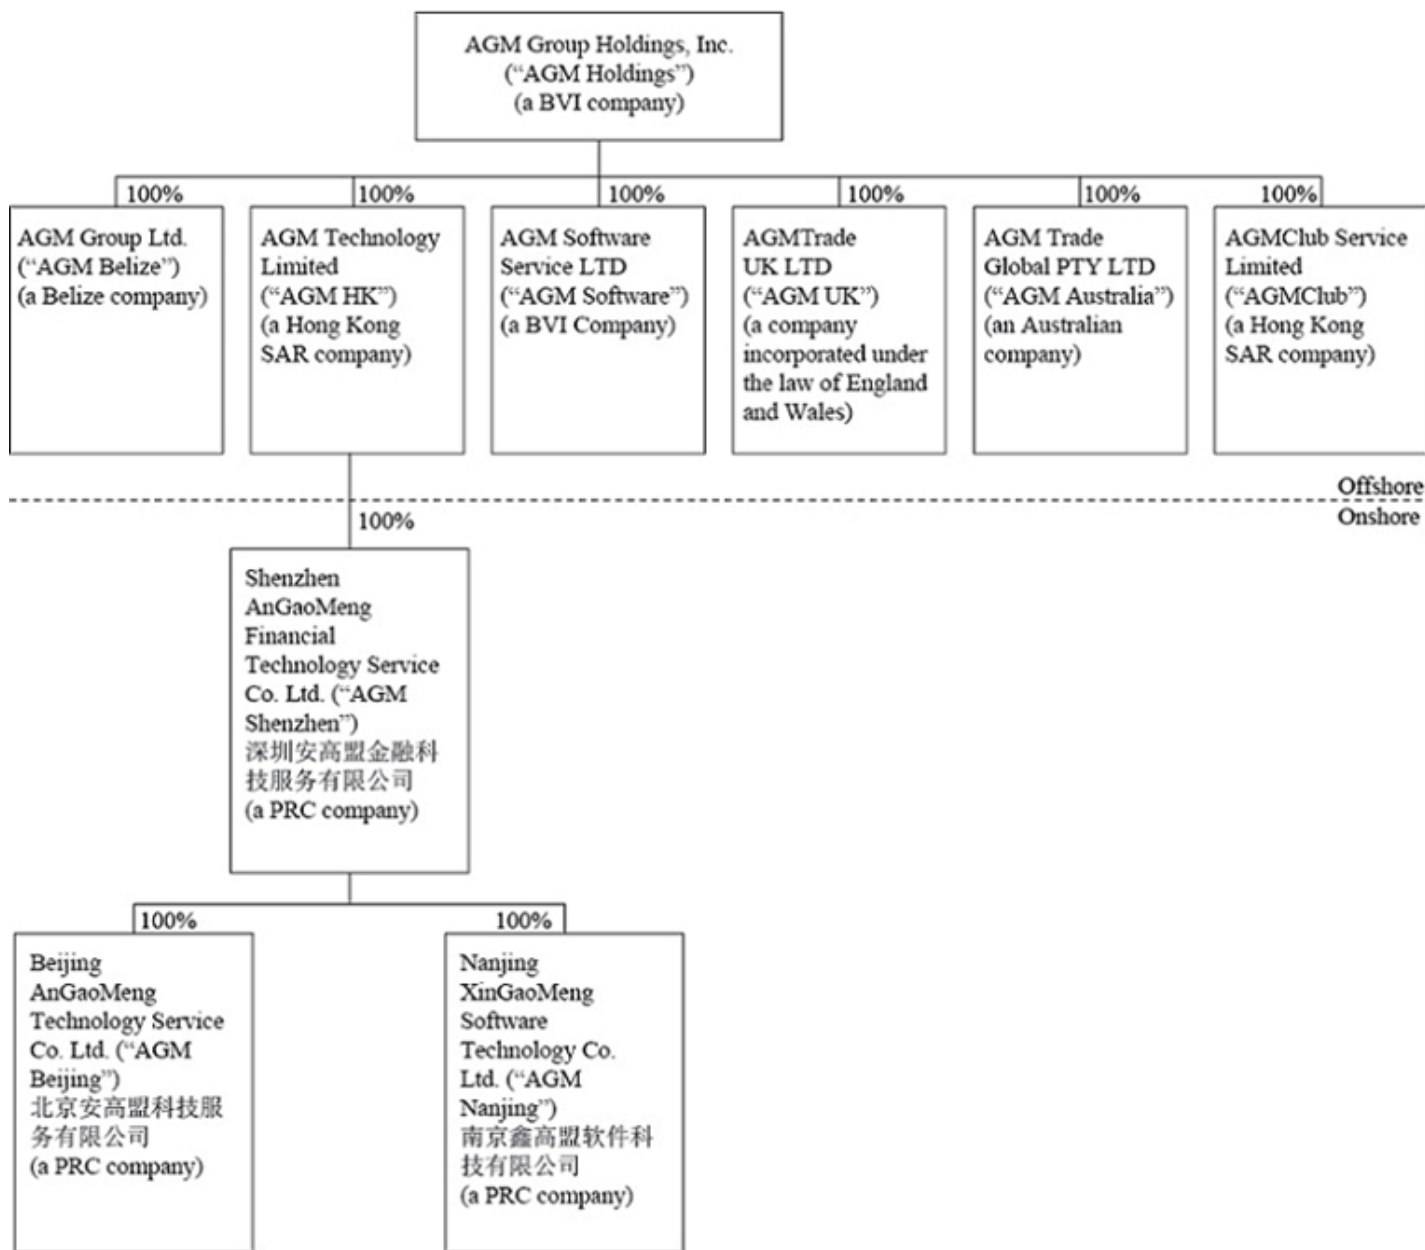 AGM Group Holdings, Inc.
(“AGM Holdings”)
(a BVI company)
100%
100%
100%
100%
100%
100%
AGM Group Ltd.
(“AGM Belize”)
(a Belize company)
AGM Technology
Limited
(“AGM HK”)
(a Hong Kong
SAR company)
AGM Software
Service LTD
(“AGM Software”)
(a BVI Company)
AGMTrade
UK LTD
(“AGM UK”)
(a company
incorporated under
the law of England
and Wales)
AGM Trade
Global PTY LTD
(“AGM Australia”)
(an Australian
company)
AGMClub Service
Limited
(“AGMClub”)
(a Hong Kong
SAR company)
Offshore
Onshore
100%
Shenzhen
AnGaoMeng
Financial
Technology Service
Co. Ltd. (“AGM
Shenzhen”)
深圳安高盟金融科
技服务有限公司
(a PRC company)
100%
100%
Beijing
AnGaoMeng
Technology Service
Co. Ltd. (“AGM
Beijing”)
北京安高盟科技服
务有限公司
(a PRC company)
Nanjing
XinGaoMeng
Software
Technology Co.
Ltd. (“AGM
Nanjing”)
南京鑫高盟软件科
技有限公司
(a PRC company)